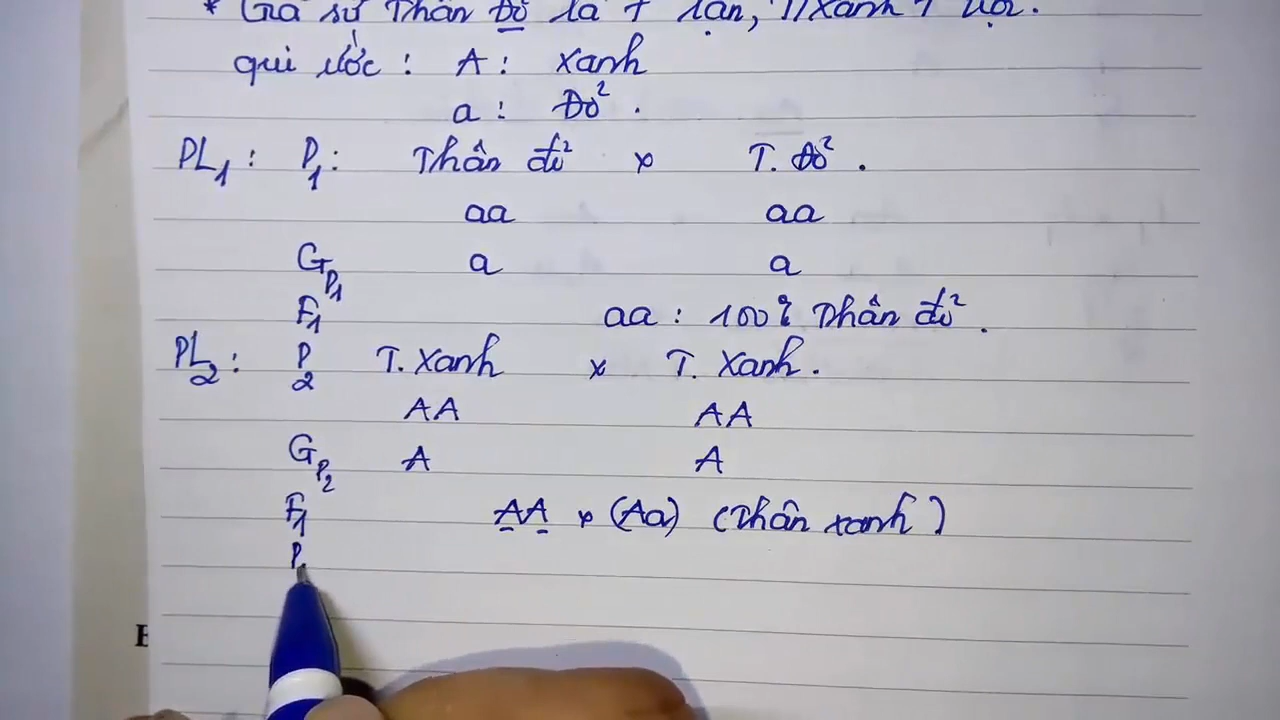 * Giả sử Thân Đỏ là T lặn, T/xanh T trội.
qui ước : A : xanh
a : Đỏ .
PL1 : P1 : Thân đỏ x T. Đỏ .
aa aa
GP1 a a
F1 aa : 100% Thân đỏ .
PL2 : P2 T. Xanh x T. Xanh .
AA AA
GP2 A A
F1 AA x (Aa) (Thân xanh)
P
E